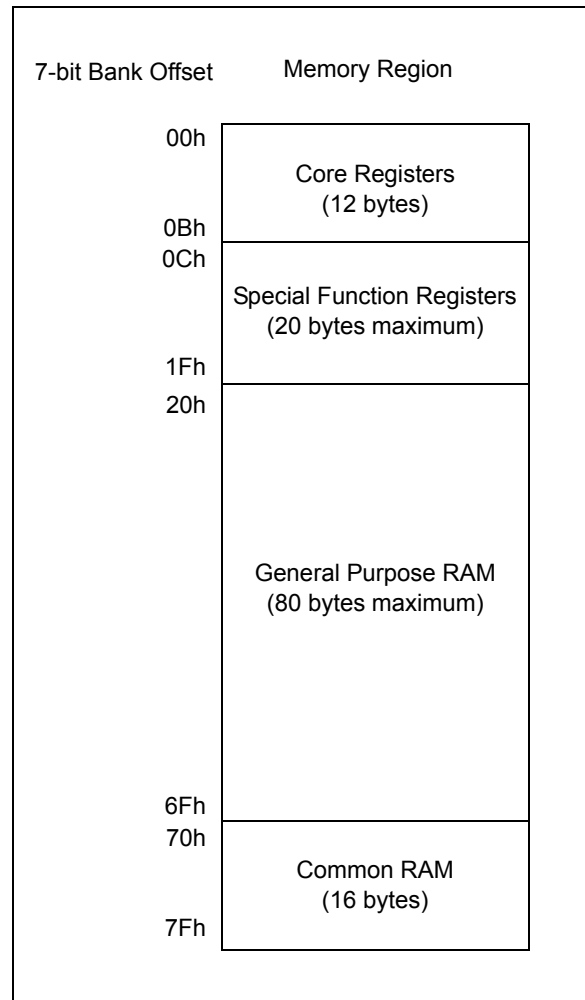 7-bit Bank Offset
Memory Region
00h
Core Registers
(12 bytes)
0Bh
0Ch
Special Function Registers
(20 bytes maximum)
1Fh
20h
General Purpose RAM
(80 bytes maximum)
6Fh
70h
Common RAM
(16 bytes)
7Fh